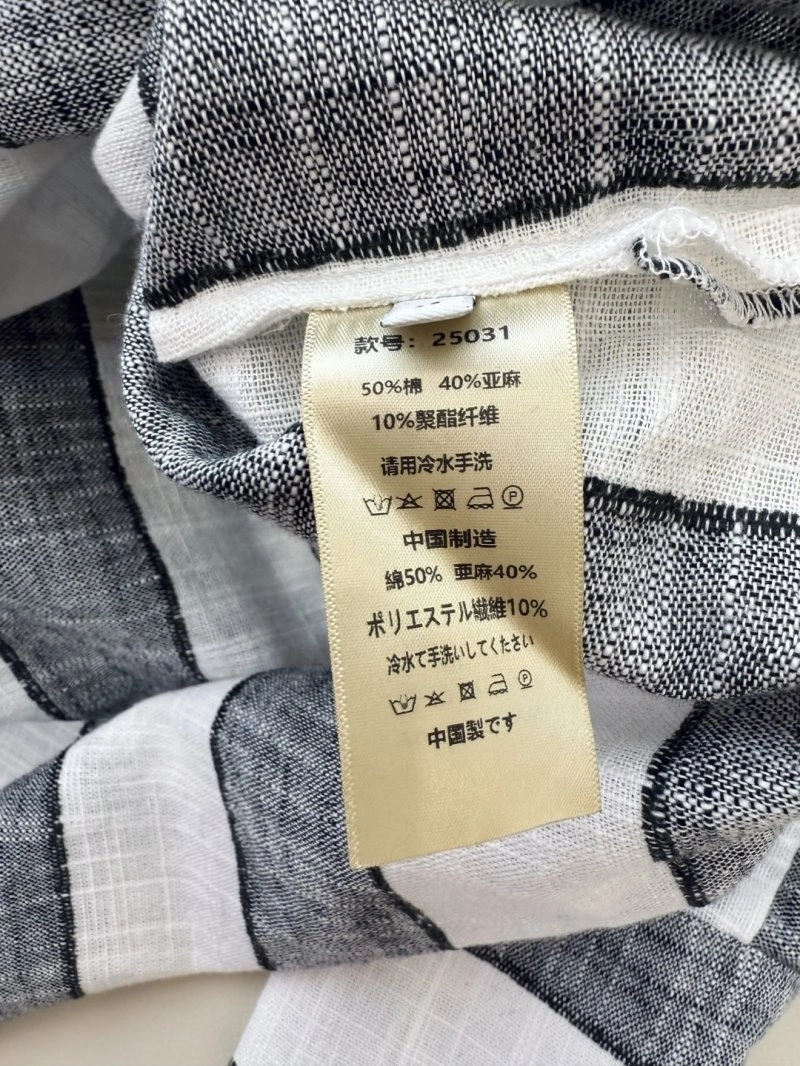 款号：25031
50%棉 40%亚麻
10%聚酯纤维
请用冷水手洗
P
中国制造
綿50% 亜麻40%
ポリエステル繊維10%
冷水て手洗いしてください
P
中国製です